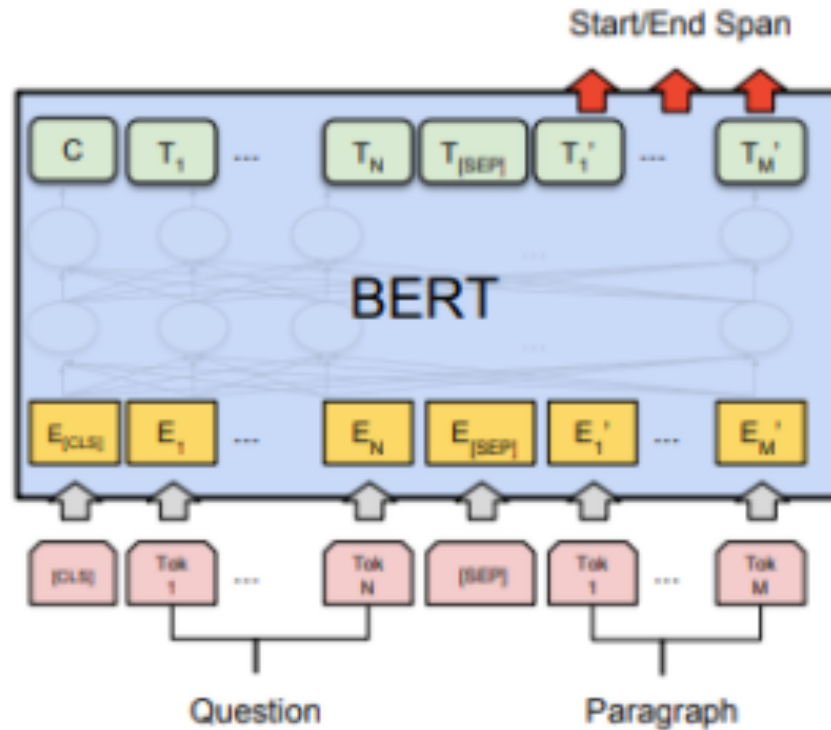 Start/End Span
C T1 ... TN T[SEP] T1' ... TM'
...
BERT
...
E[CLS] E1 ... EN E[SEP] E1' ... EM'
[CLS] Tok 1 ... Tok N [SEP] Tok 1 ... Tok M
Question Paragraph